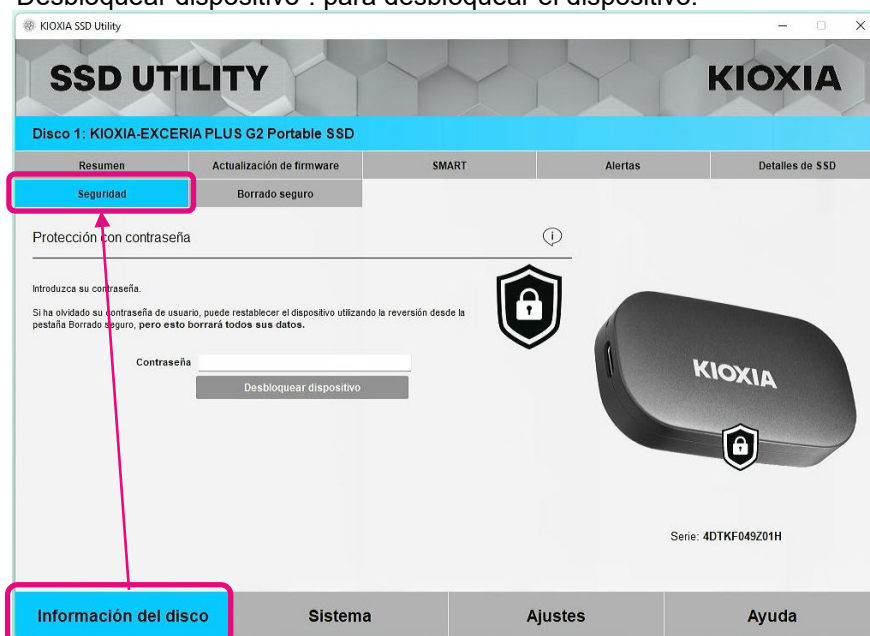 "Desbloquear dispositivo". para desbloquear el dispositivo.
KIOXIA SSD Utility
SSD UTILITY
KIOXIA
Disco 1: KIOXIA-EXCERIA PLUS G2 Portable SSD
Resumen
Actualización de firmware
SMART
Alertas
Detalles de SSD
Seguridad
Borrado seguro
Protección con contraseña
Introduzca su contraseña.
Si ha olvidado su contraseña de usuario, puede restablecer el dispositivo utilizando la reversión desde la
pestaña Borrado seguro, pero esto borrará todos sus datos.
Contraseña
Desbloquear dispositivo
KIOXIA
Serie: 4DTKF049Z01H
Información del disco
Sistema
Ajustes
Ayuda